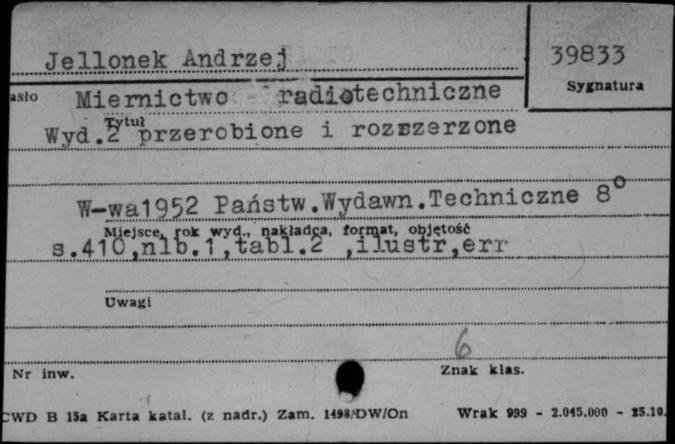 Jellonek Andrzej
39833
Sygnatura
asło Miernictwo radiotechniczne
Tytuł
Wyd.2 przerobione i rozszerzone
W-wa1952 Państw.Wydawn.Techniczne 8°
Miejsce, rok wyd., nakładca, format, objętość
s.410,nlb.1,tabl.2 ,ilustr,err
Uwagi
6
Nr inw. Znak klas.
CWD B 15a Karta katal. (z nadr.) Zam. 1498/DW/On Wrak 999 - 2.045.000 - 25.10.